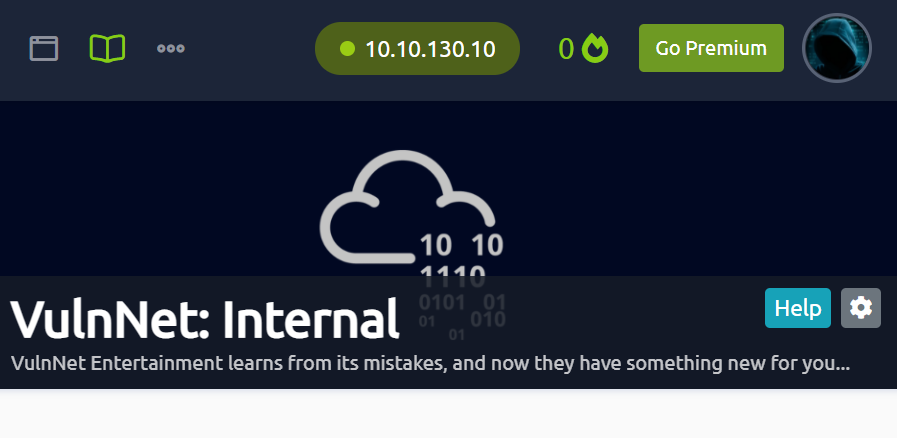 10.10.130.10
0
Go Premium
10 10
1110
0101 01
01 010
01
VulnNet: Internal
Help
VulnNet Entertainment learns from its mistakes, and now they have something new for you...